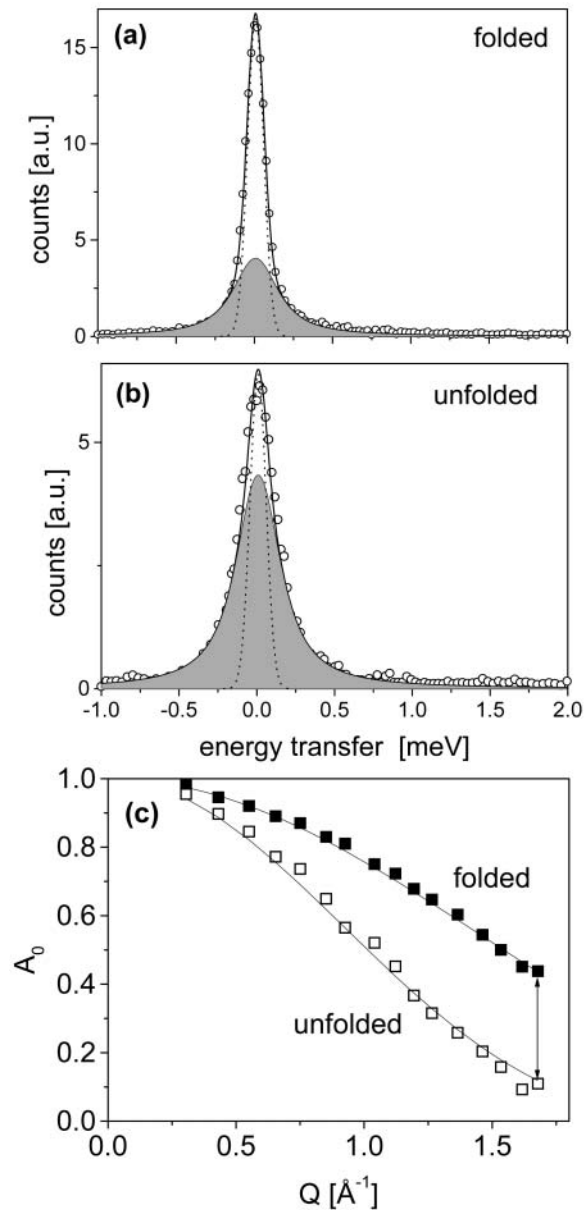 (a) folded
15
10
5
0
counts [a.u.]
(b) unfolded
5
0
counts [a.u.]
-1.0 -0.5 0.0 0.5 1.0 1.5 2.0
energy transfer [meV]
1.0
0.8
0.6
0.4
0.2
0.0
A0
(c)
folded
unfolded
0.0 0.5 1.0 1.5
Q [Å-1]